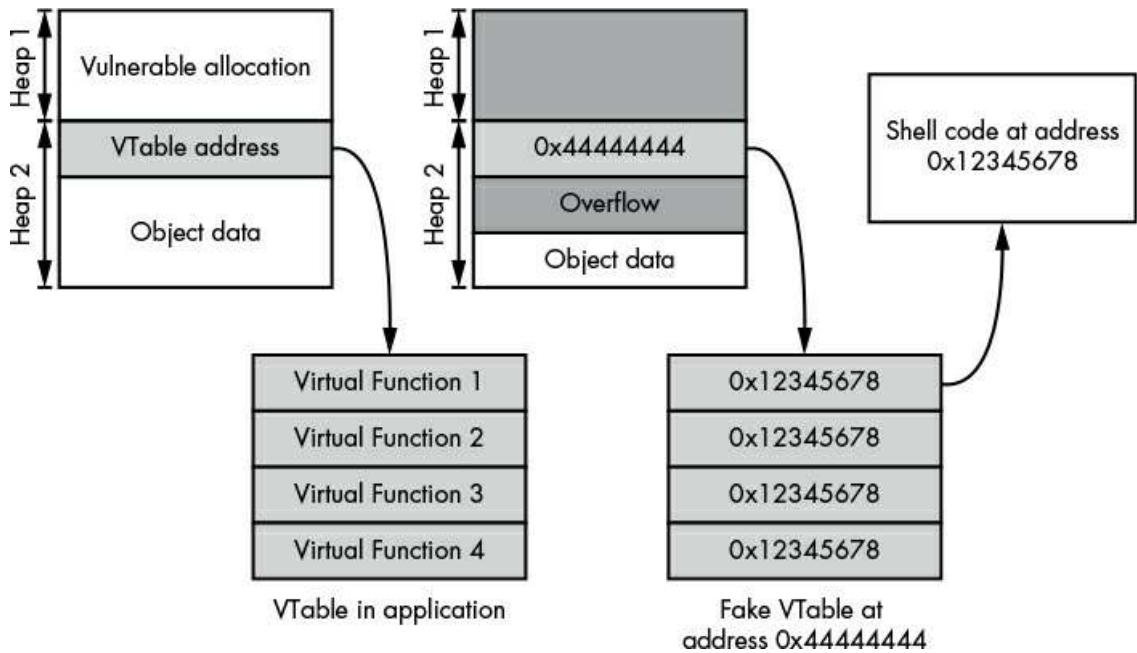 Heap 1
Vulnerable allocation
Heap 2
VTable address
Object data
Heap 1
Heap 2
0x44444444
Overflow
Object data
Shell code at address
0x12345678
Virtual Function 1
Virtual Function 2
Virtual Function 3
Virtual Function 4
VTable in application
0x12345678
0x12345678
0x12345678
0x12345678
Fake VTable at
address 0x44444444